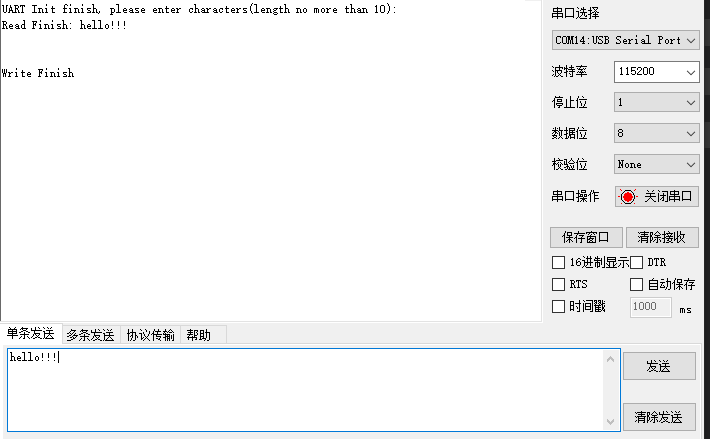 UART Init finish, please enter characters(length no more than 10):
Read Finish: hello!!!
Write Finish
串口选择
COM14:USB Serial Port
波特率 115200
停止位 1
数据位 8
校验位 None
串口操作 关闭串口
保存窗口 清除接收
16进制显示 DTR
RTS 自动保存
时间戳 1000 ms
单条发送 多条发送 协议传输 帮助
hello!!!
发送
清除发送